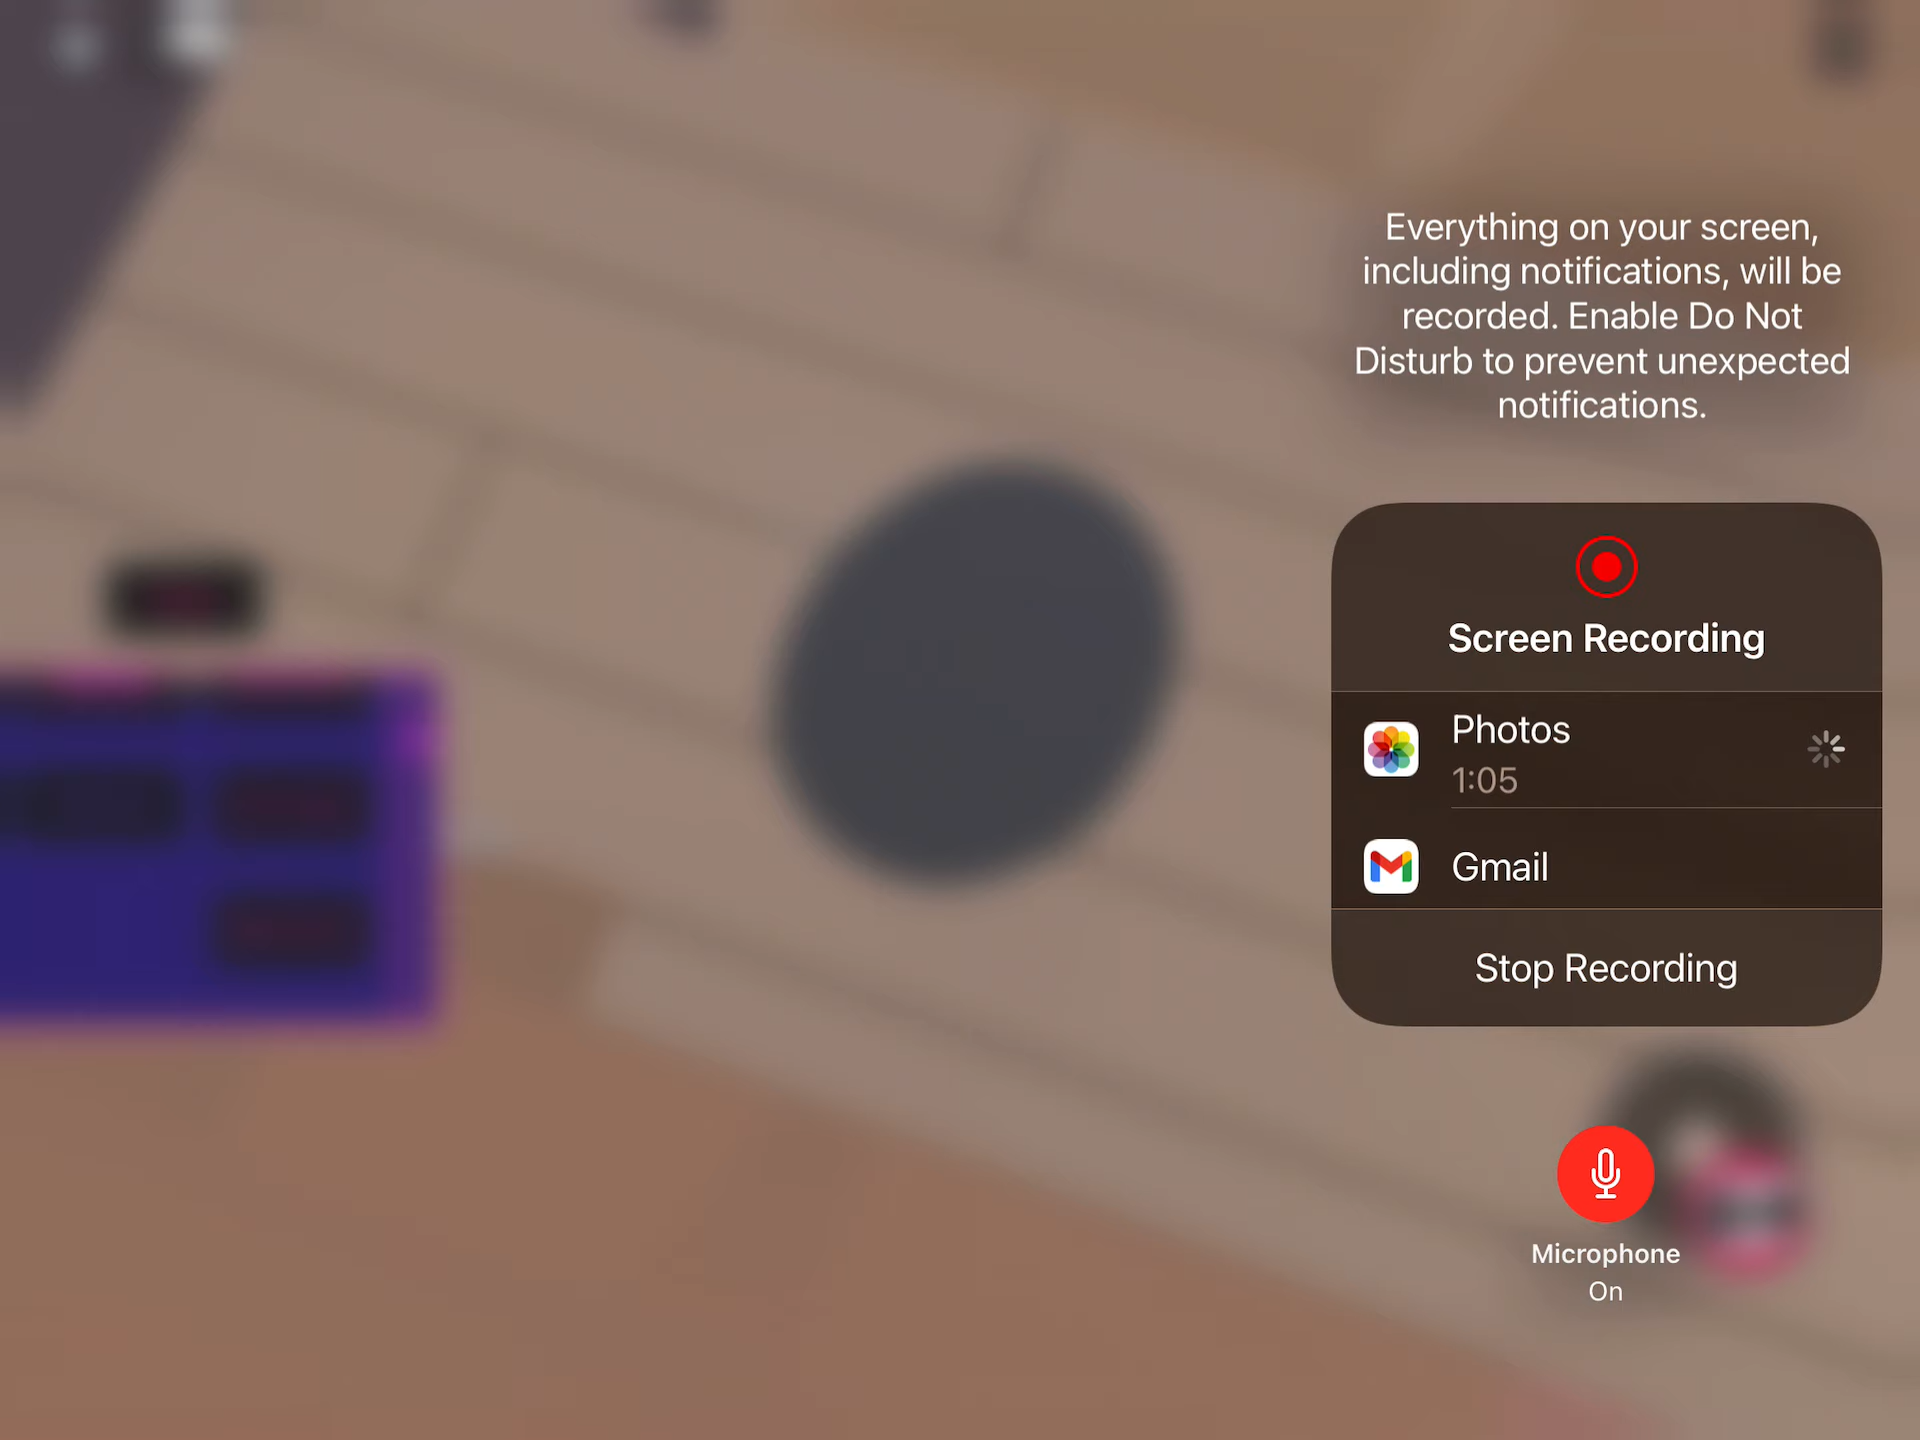 Everything on your screen,
including notifications, will be
recorded. Enable Do Not
Disturb to prevent unexpected
notifications.
Screen Recording
Photos
1:05
Gmail
Stop Recording
Microphone
On